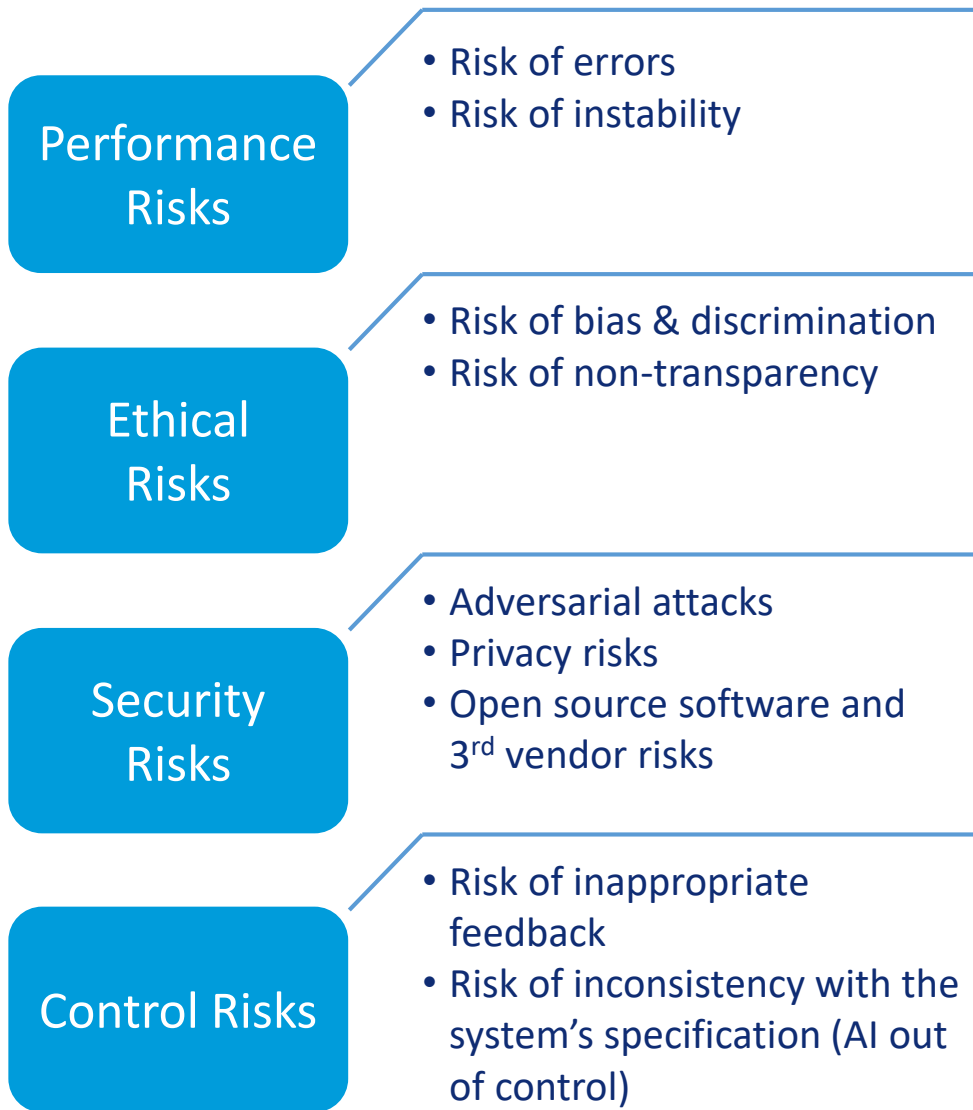 Performance
Risks
• Risk of errors
• Risk of instability
Ethical
Risks
• Risk of bias & discrimination
• Risk of non-transparency
Security
Risks
• Adversarial attacks
• Privacy risks
• Open source software and
3rd vendor risks
Control Risks
• Risk of inappropriate
feedback
• Risk of inconsistency with the
system’s specification (AI out
of control)